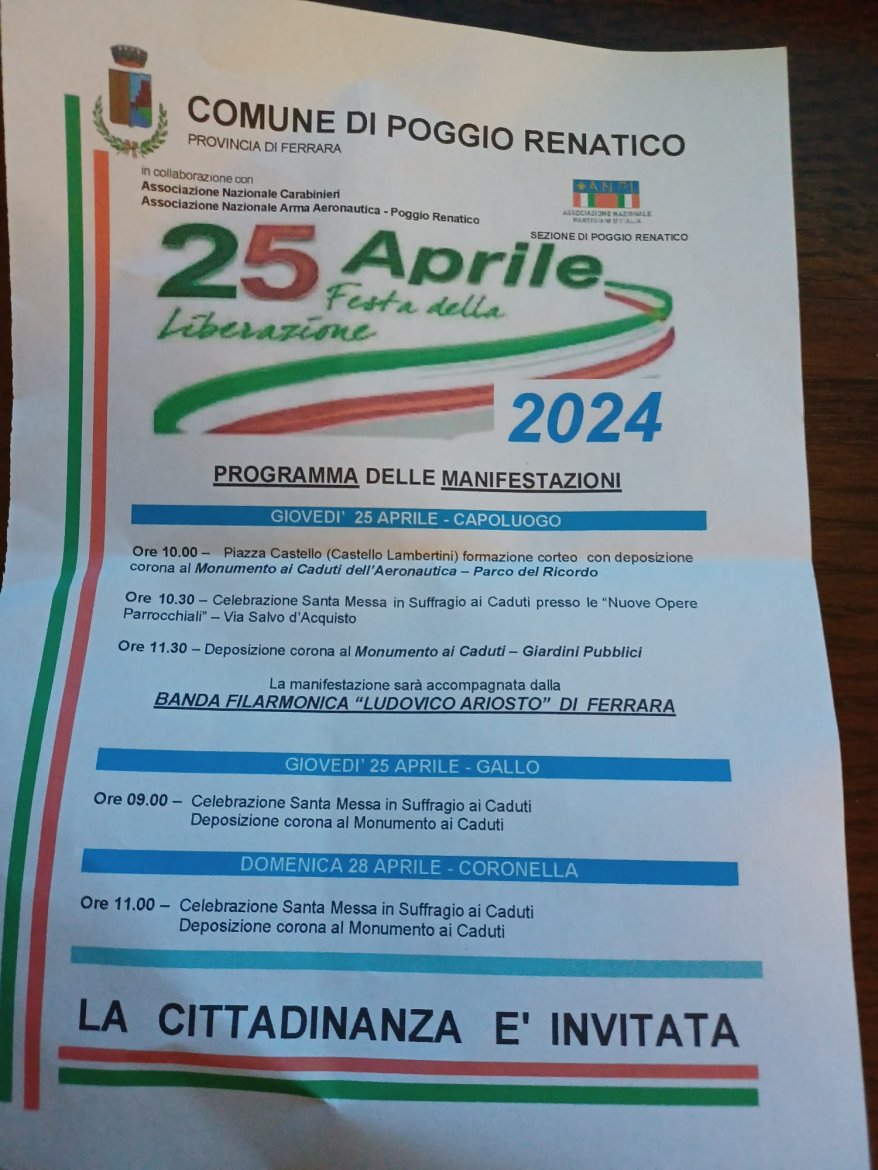 COMUNE DI POGGIO RENATICO
PROVINCIA DI FERRARA
in collaborazione con
Associazione Nazionale Carabinieri
Associazione Nazionale Arma Aeronautica - Poggio Renatico
A.N.P.I.
ASSOCIAZIONE NAZIONALE
PARTIGIANI D'ITALIA
SEZIONE DI POGGIO RENATICO
25 Aprile
Festa della
Liberazione
2024
PROGRAMMA DELLE MANIFESTAZIONI
GIOVEDI' 25 APRILE - CAPOLUOGO
Ore 10.00 – Piazza Castello (Castello Lambertini) formazione corteo con deposizione
corona al Monumento ai Caduti dell'Aeronautica – Parco del Ricordo
Ore 10.30 – Celebrazione Santa Messa in Suffragio ai Caduti presso le "Nuove Opere
Parrocchiali" – Via Salvo d'Acquisto
Ore 11.30 – Deposizione corona al Monumento ai Caduti – Giardini Pubblici
La manifestazione sarà accompagnata dalla
BANDA FILARMONICA "LUDOVICO ARIOSTO" DI FERRARA
GIOVEDI' 25 APRILE - GALLO
Ore 09.00 – Celebrazione Santa Messa in Suffragio ai Caduti
Deposizione corona al Monumento ai Caduti
DOMENICA 28 APRILE - CORONELLA
Ore 11.00 – Celebrazione Santa Messa in Suffragio ai Caduti
Deposizione corona al Monumento ai Caduti
LA CITTADINANZA E' INVITATA